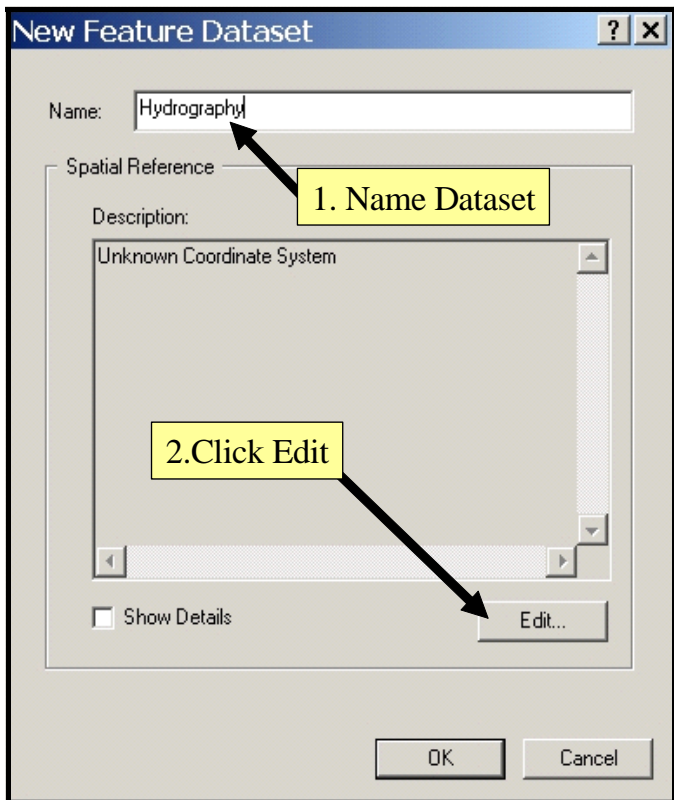 New Feature Dataset
Name: Hydrography
Spatial Reference
1. Name Dataset
Description:
Unknown Coordinate System
2.Click Edit
Show Details
Edit...
OK Cancel